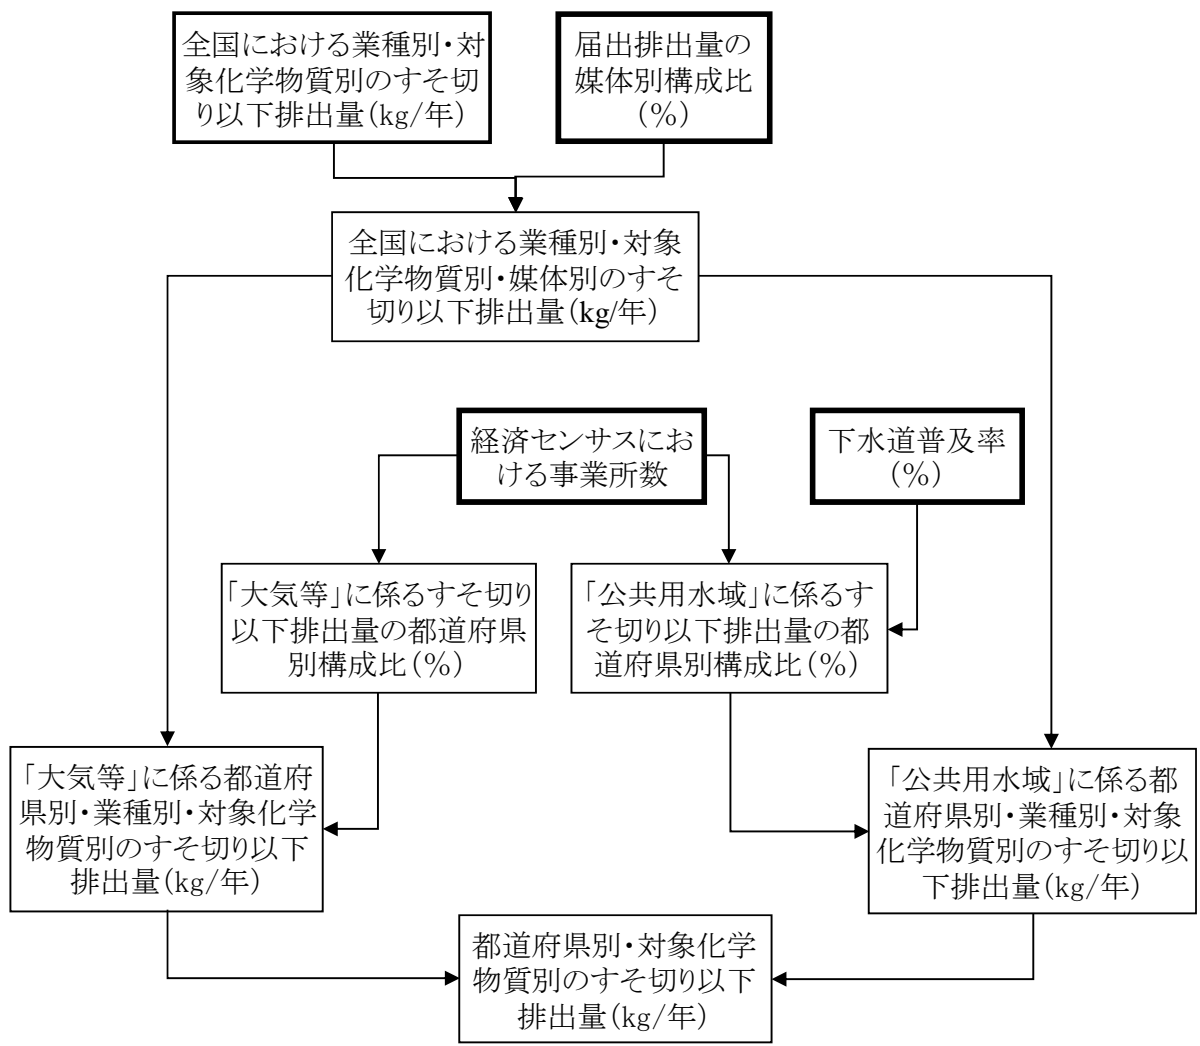 全国における業種別・対
象化学物質別のすそ切
り以下排出量(kg/年)
届出排出量の
媒体別構成比
(%)
全国における業種別・対象
化学物質別・媒体別のすそ
切り以下排出量(kg/年)
経済センサスにお
ける事業所数
下水道普及率
(%)
「大気等」に係るすそ切り
以下排出量の都道府県
別構成比(%)
「公共用水域」に係るす
そ切り以下排出量の都
道府県別構成比(%)
「大気等」に係る都道府
県別・業種別・対象化学
物質別のすそ切り以下
排出量(kg/年)
「公共用水域」に係る都
道府県別・業種別・対象
化学物質別のすそ切り以
下排出量(kg/年)
都道府県別・対象化学
物質別のすそ切り以下
排出量(kg/年)